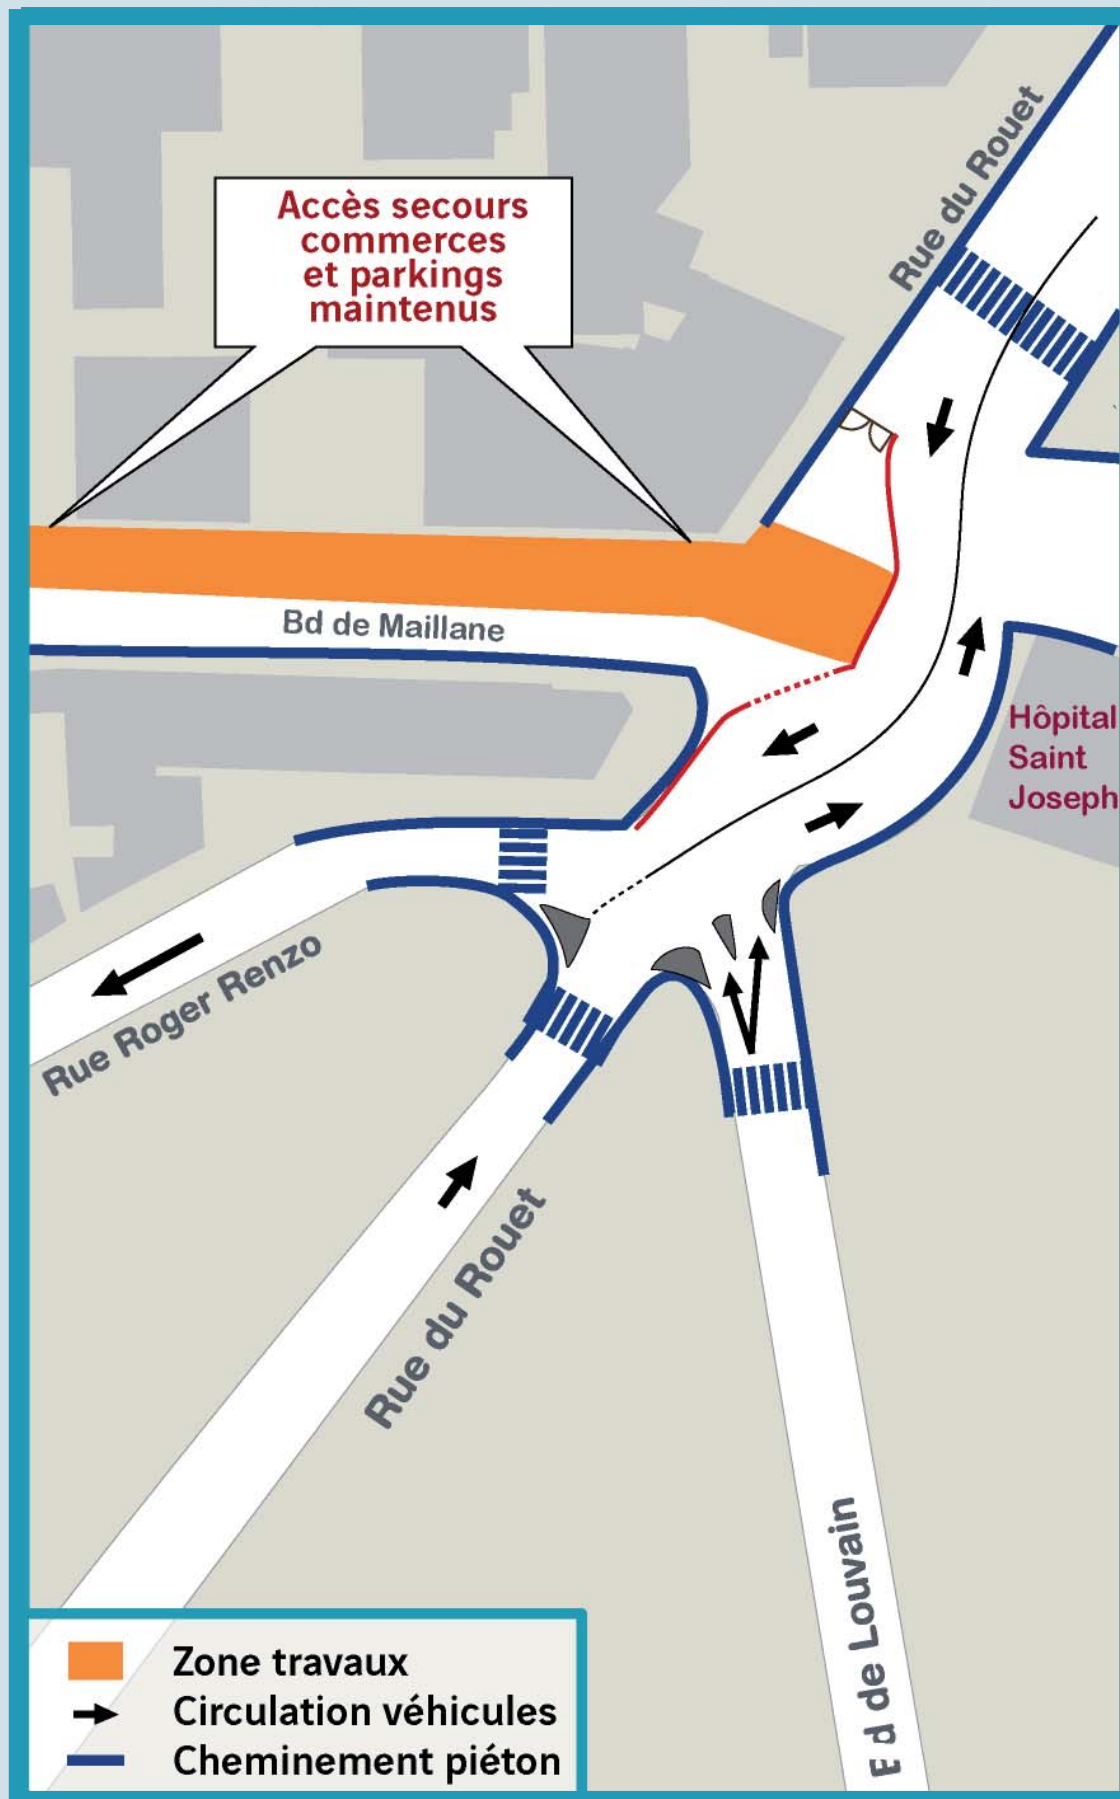 Rue du Rouet
Accès secours
commerces
et parkings
maintenus
Bd de Maillane
Hôpital
Saint
Joseph
Rue Roger Renzo
Rue du Rouet
Bd de Louvain
Zone travaux
Circulation véhicules
Cheminement piéton